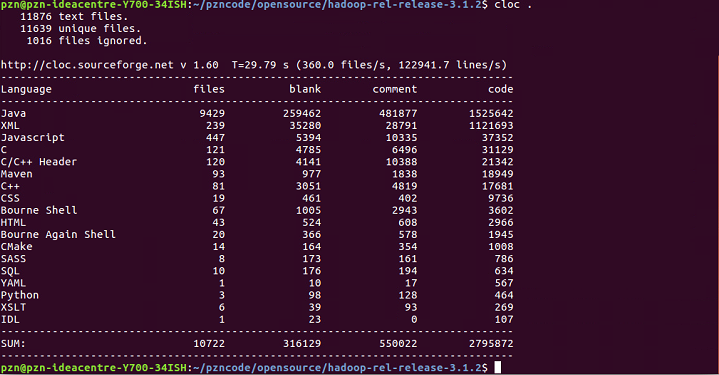 pzn@pzn-ideacentre-Y700-34ISH:~/pzncode/opensource/hadoop-rel-release-3.1.2$ cloc .
11876 text files.
11639 unique files.
1016 files ignored.
http://cloc.sourceforge.net v 1.60 T=29.79 s (360.0 files/s, 122941.7 lines/s)
-------------------------------------------------------------------------------
Language files blank comment code
-------------------------------------------------------------------------------
Java 9429 259462 481877 1525642
XML 239 35280 28791 1121693
Javascript 447 5394 10335 37352
C 121 4785 6496 31129
C/C++ Header 120 4141 10388 21342
Maven 93 977 1838 18949
C++ 81 3051 4819 17681
CSS 19 461 402 9736
Bourne Shell 67 1005 2943 3602
HTML 43 524 608 2966
Bourne Again Shell 20 366 578 1945
CMake 14 164 354 1008
SASS 8 173 161 786
SQL 10 176 194 634
YAML 1 10 17 567
Python 3 98 128 464
XSLT 6 39 93 269
IDL 1 23 0 107
-------------------------------------------------------------------------------
SUM: 10722 316129 550022 2795872
-------------------------------------------------------------------------------
pzn@pzn-ideacentre-Y700-34ISH:~/pzncode/opensource/hadoop-rel-release-3.1.2$